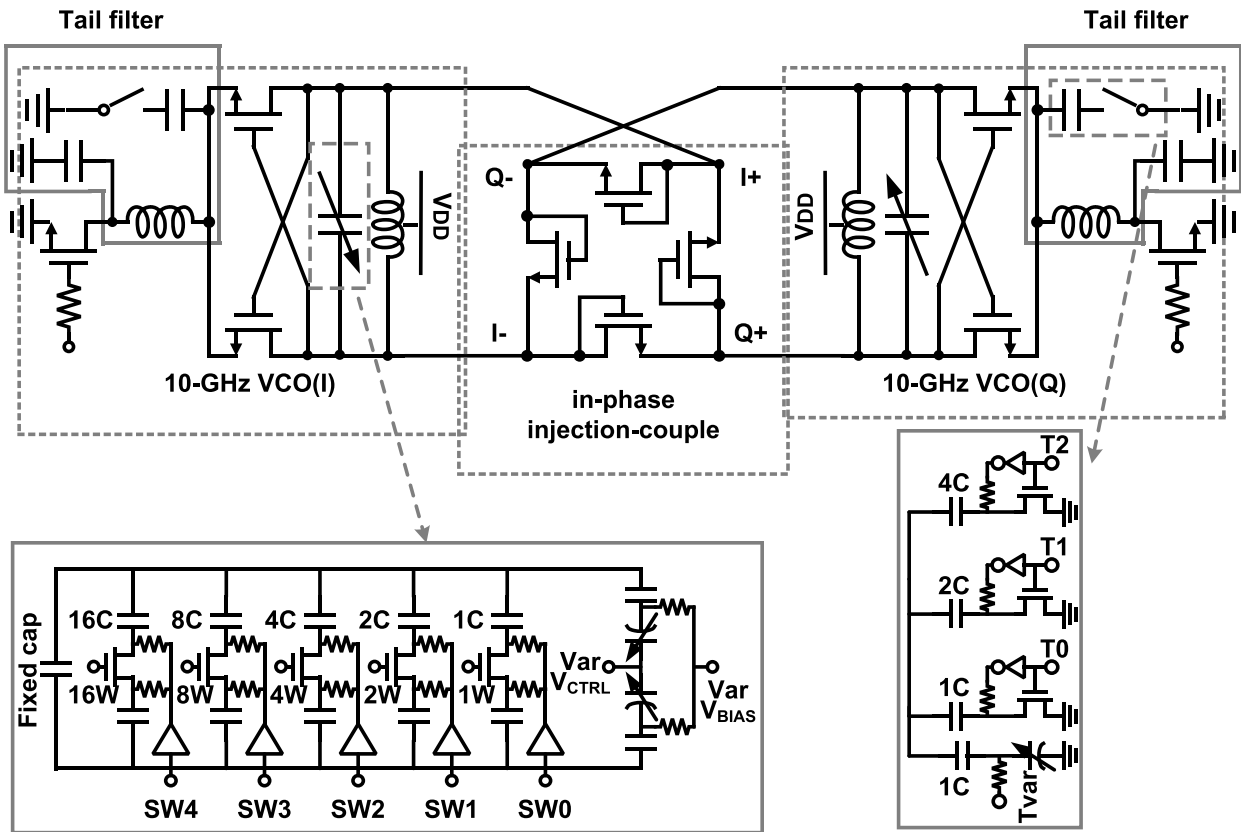 Tail filter
Tail filter
Q-
I+
VDD
VDD
I-
Q+
10-GHz VCO(I)
10-GHz VCO(Q)
in-phase
injection-couple
T2
4C
T1
2C
T0
1C
1C
Tvar
Fixed cap
16C
8C
4C
2C
1C
16W
8W
4W
2W
1W
Var
VCTRL
Var
VBIAS
SW4
SW3
SW2
SW1
SW0